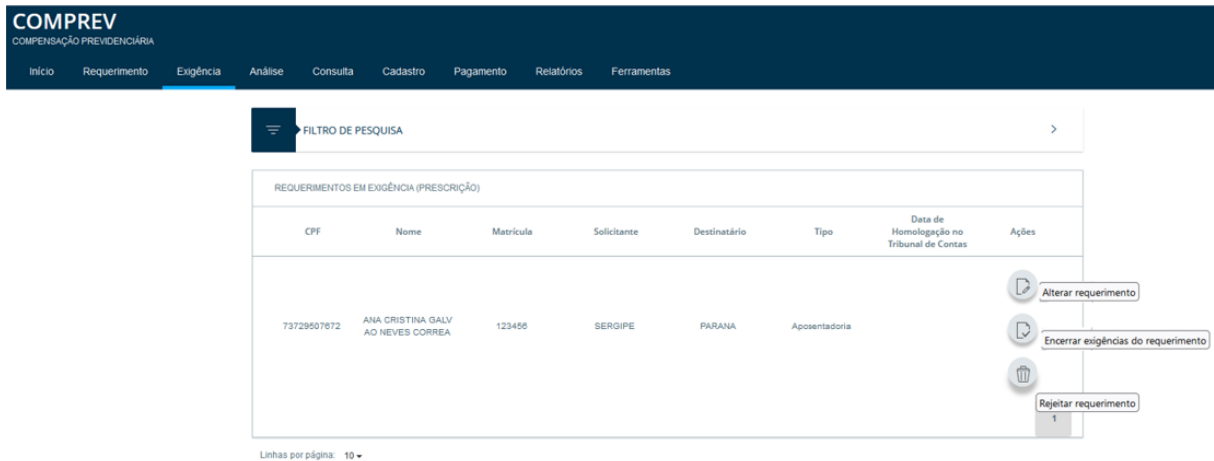 COMPREV
COMPENSAÇÃO PREVIDENCIÁRIA
Início Requerimento Exigência Análise Consulta Cadastro Pagamento Relatórios Ferramentas
FILTRO DE PESQUISA
REQUERIMENTOS EM EXIGÊNCIA (PRESCRIÇÃO)
CPF Nome Matrícula Solicitante Destinatário Tipo Data de Homologação no Tribunal de Contas Ações
73729507672 ANA CRISTINA GALV AO NEVES CORREA 123456 SERGIPE PARANA Aposentadoria
Alterar requerimento
Encerrar exigências do requerimento
Rejeitar requerimento
1
Linhas por página: 10